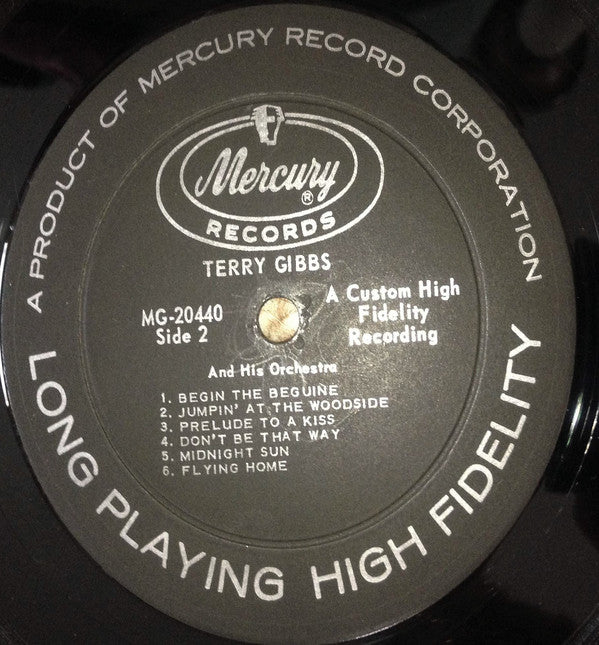 A PRODUCT OF MERCURY RECORD CORPORATION
Mercury®
RECORDS
TERRY GIBBS
MG-20440
Side 2
A Custom High
Fidelity
Recording
And His Orchestra
1. BEGIN THE BEGUINE
2. JUMPIN' AT THE WOODSIDE
3. PRELUDE TO A KISS
4. DON'T BE THAT WAY
5. MIDNIGHT SUN
6. FLYING HOME
LONG PLAYING HIGH FIDELITY